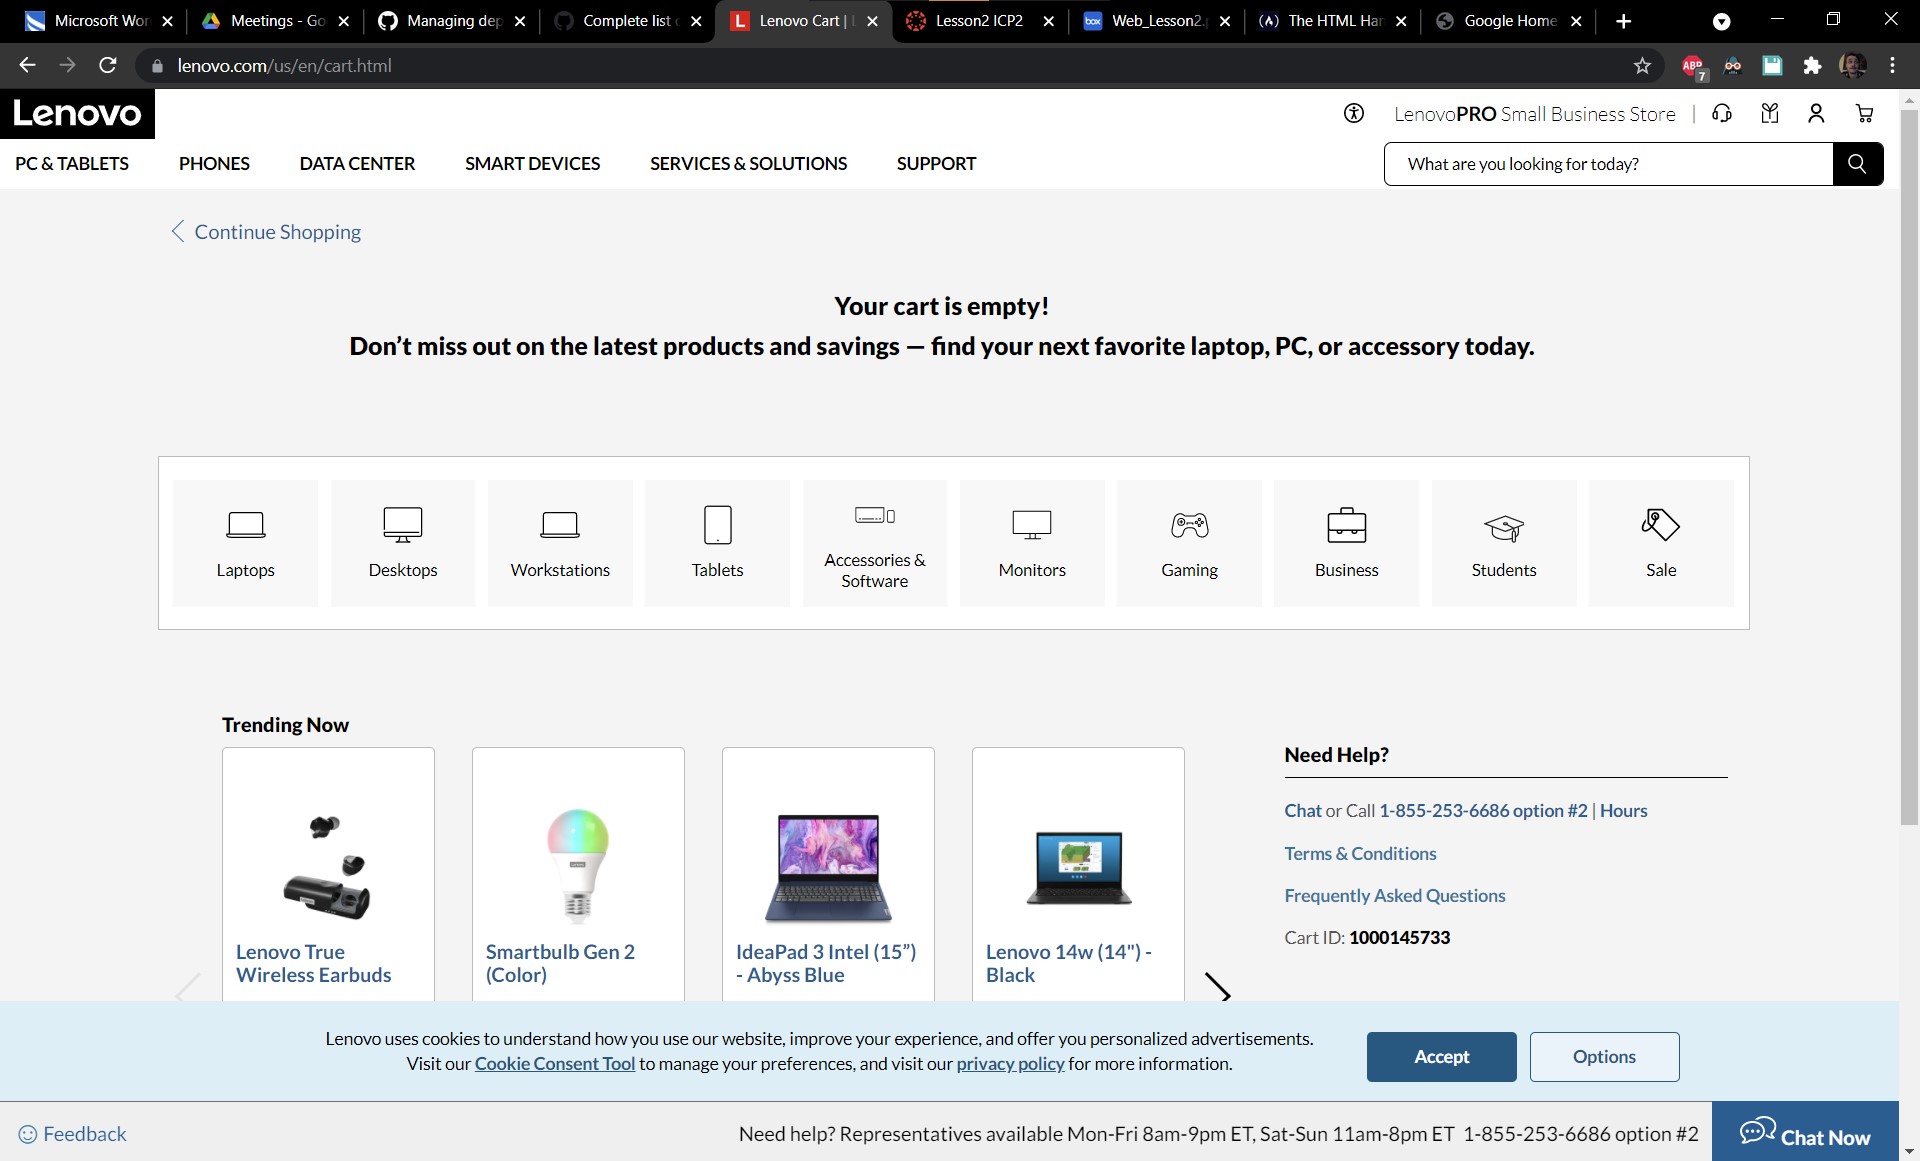 Microsoft Wor
Meetings - Go
Managing dep
Complete list
Lenovo Cart |
Lesson2 ICP2
box
Web_Lesson2.
The HTML Ha
Google Home
lenovo.com/us/en/cart.html
ABP
7
Lenovo
LenovoPRO Small Business Store
PC & TABLETS
PHONES
DATA CENTER
SMART DEVICES
SERVICES & SOLUTIONS
SUPPORT
What are you looking for today?
Continue Shopping
Your cart is empty!
Don’t miss out on the latest products and savings — find your next favorite laptop, PC, or accessory today.
Laptops
Desktops
Workstations
Tablets
Accessories &
Software
Monitors
Gaming
Business
Students
Sale
Trending Now
Lenovo True
Wireless Earbuds
Smartbulb Gen 2
(Color)
IdeaPad 3 Intel (15”)
- Abyss Blue
Lenovo 14w (14") -
Black
Need Help?
Chat or Call 1-855-253-6686 option #2 | Hours
Terms & Conditions
Frequently Asked Questions
Cart ID: 1000145733
Lenovo uses cookies to understand how you use our website, improve your experience, and offer you personalized advertisements.
Visit our Cookie Consent Tool to manage your preferences, and visit our privacy policy for more information.
Accept
Options
Feedback
Need help? Representatives available Mon-Fri 8am-9pm ET, Sat-Sun 11am-8pm ET 1-855-253-6686 option #2
Chat Now